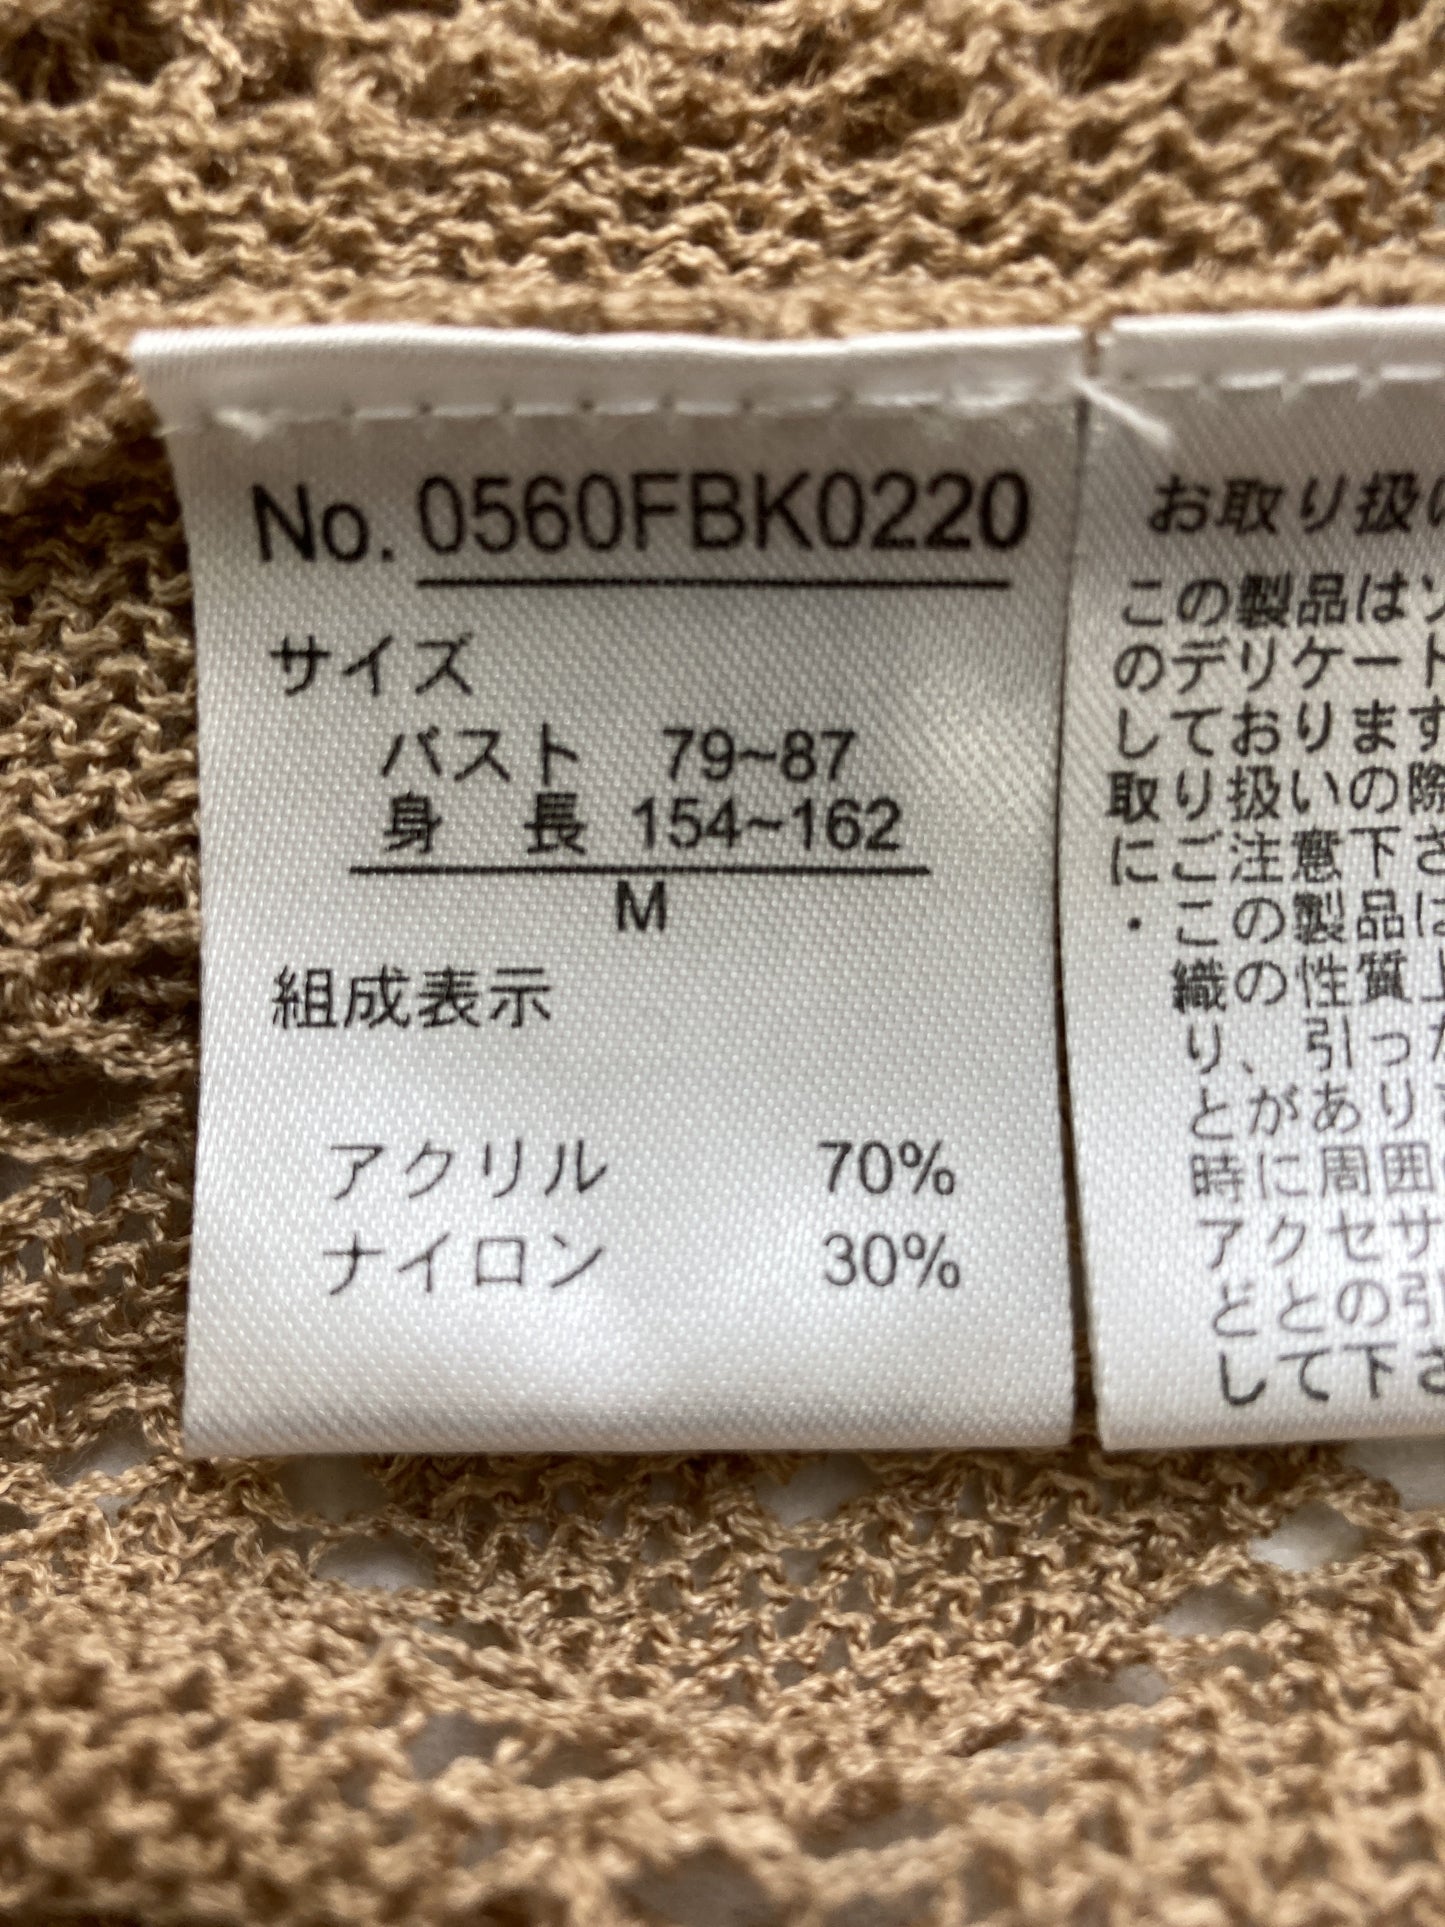 No. 0560FBK0220
サイズ
バスト 79~87
身 長 154~162
M
組成表示
アクリル 70%
ナイロン 30%
お取り扱い
この製品はソ
のデリケート
しております
取り扱いの際
にご注意下さ
・この製品は
織の性質上
り、引った
とがあり
時に周囲
アクセサ
どとの引
して下さ